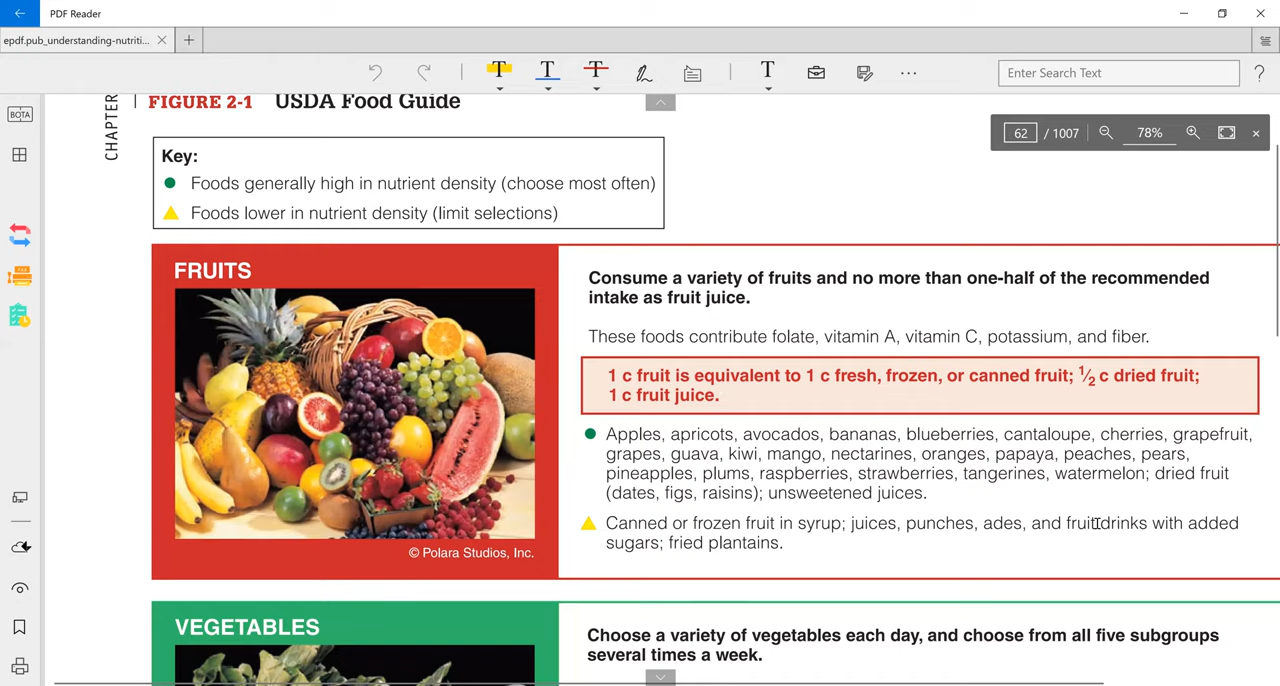 PDF Reader
epdf.pub_understanding-nutriti...
T T T T ...
Enter Search Text
?
BOTA
62 / 1007 78%
CHAPTER
FIGURE 2-1 USDA Food Guide
Key:
Foods generally high in nutrient density (choose most often)
Foods lower in nutrient density (limit selections)
FRUITS
© Polara Studios, Inc.
Consume a variety of fruits and no more than one-half of the recommended
intake as fruit juice.
These foods contribute folate, vitamin A, vitamin C, potassium, and fiber.
1 c fruit is equivalent to 1 c fresh, frozen, or canned fruit; 1/2 c dried fruit;
1 c fruit juice.
Apples, apricots, avocados, bananas, blueberries, cantaloupe, cherries, grapefruit,
grapes, guava, kiwi, mango, nectarines, oranges, papaya, peaches, pears,
pineapples, plums, raspberries, strawberries, tangerines, watermelon; dried fruit
(dates, figs, raisins); unsweetened juices.
Canned or frozen fruit in syrup; juices, punches, ades, and fruit drinks with added
sugars; fried plantains.
VEGETABLES
Choose a variety of vegetables each day, and choose from all five subgroups
several times a week.